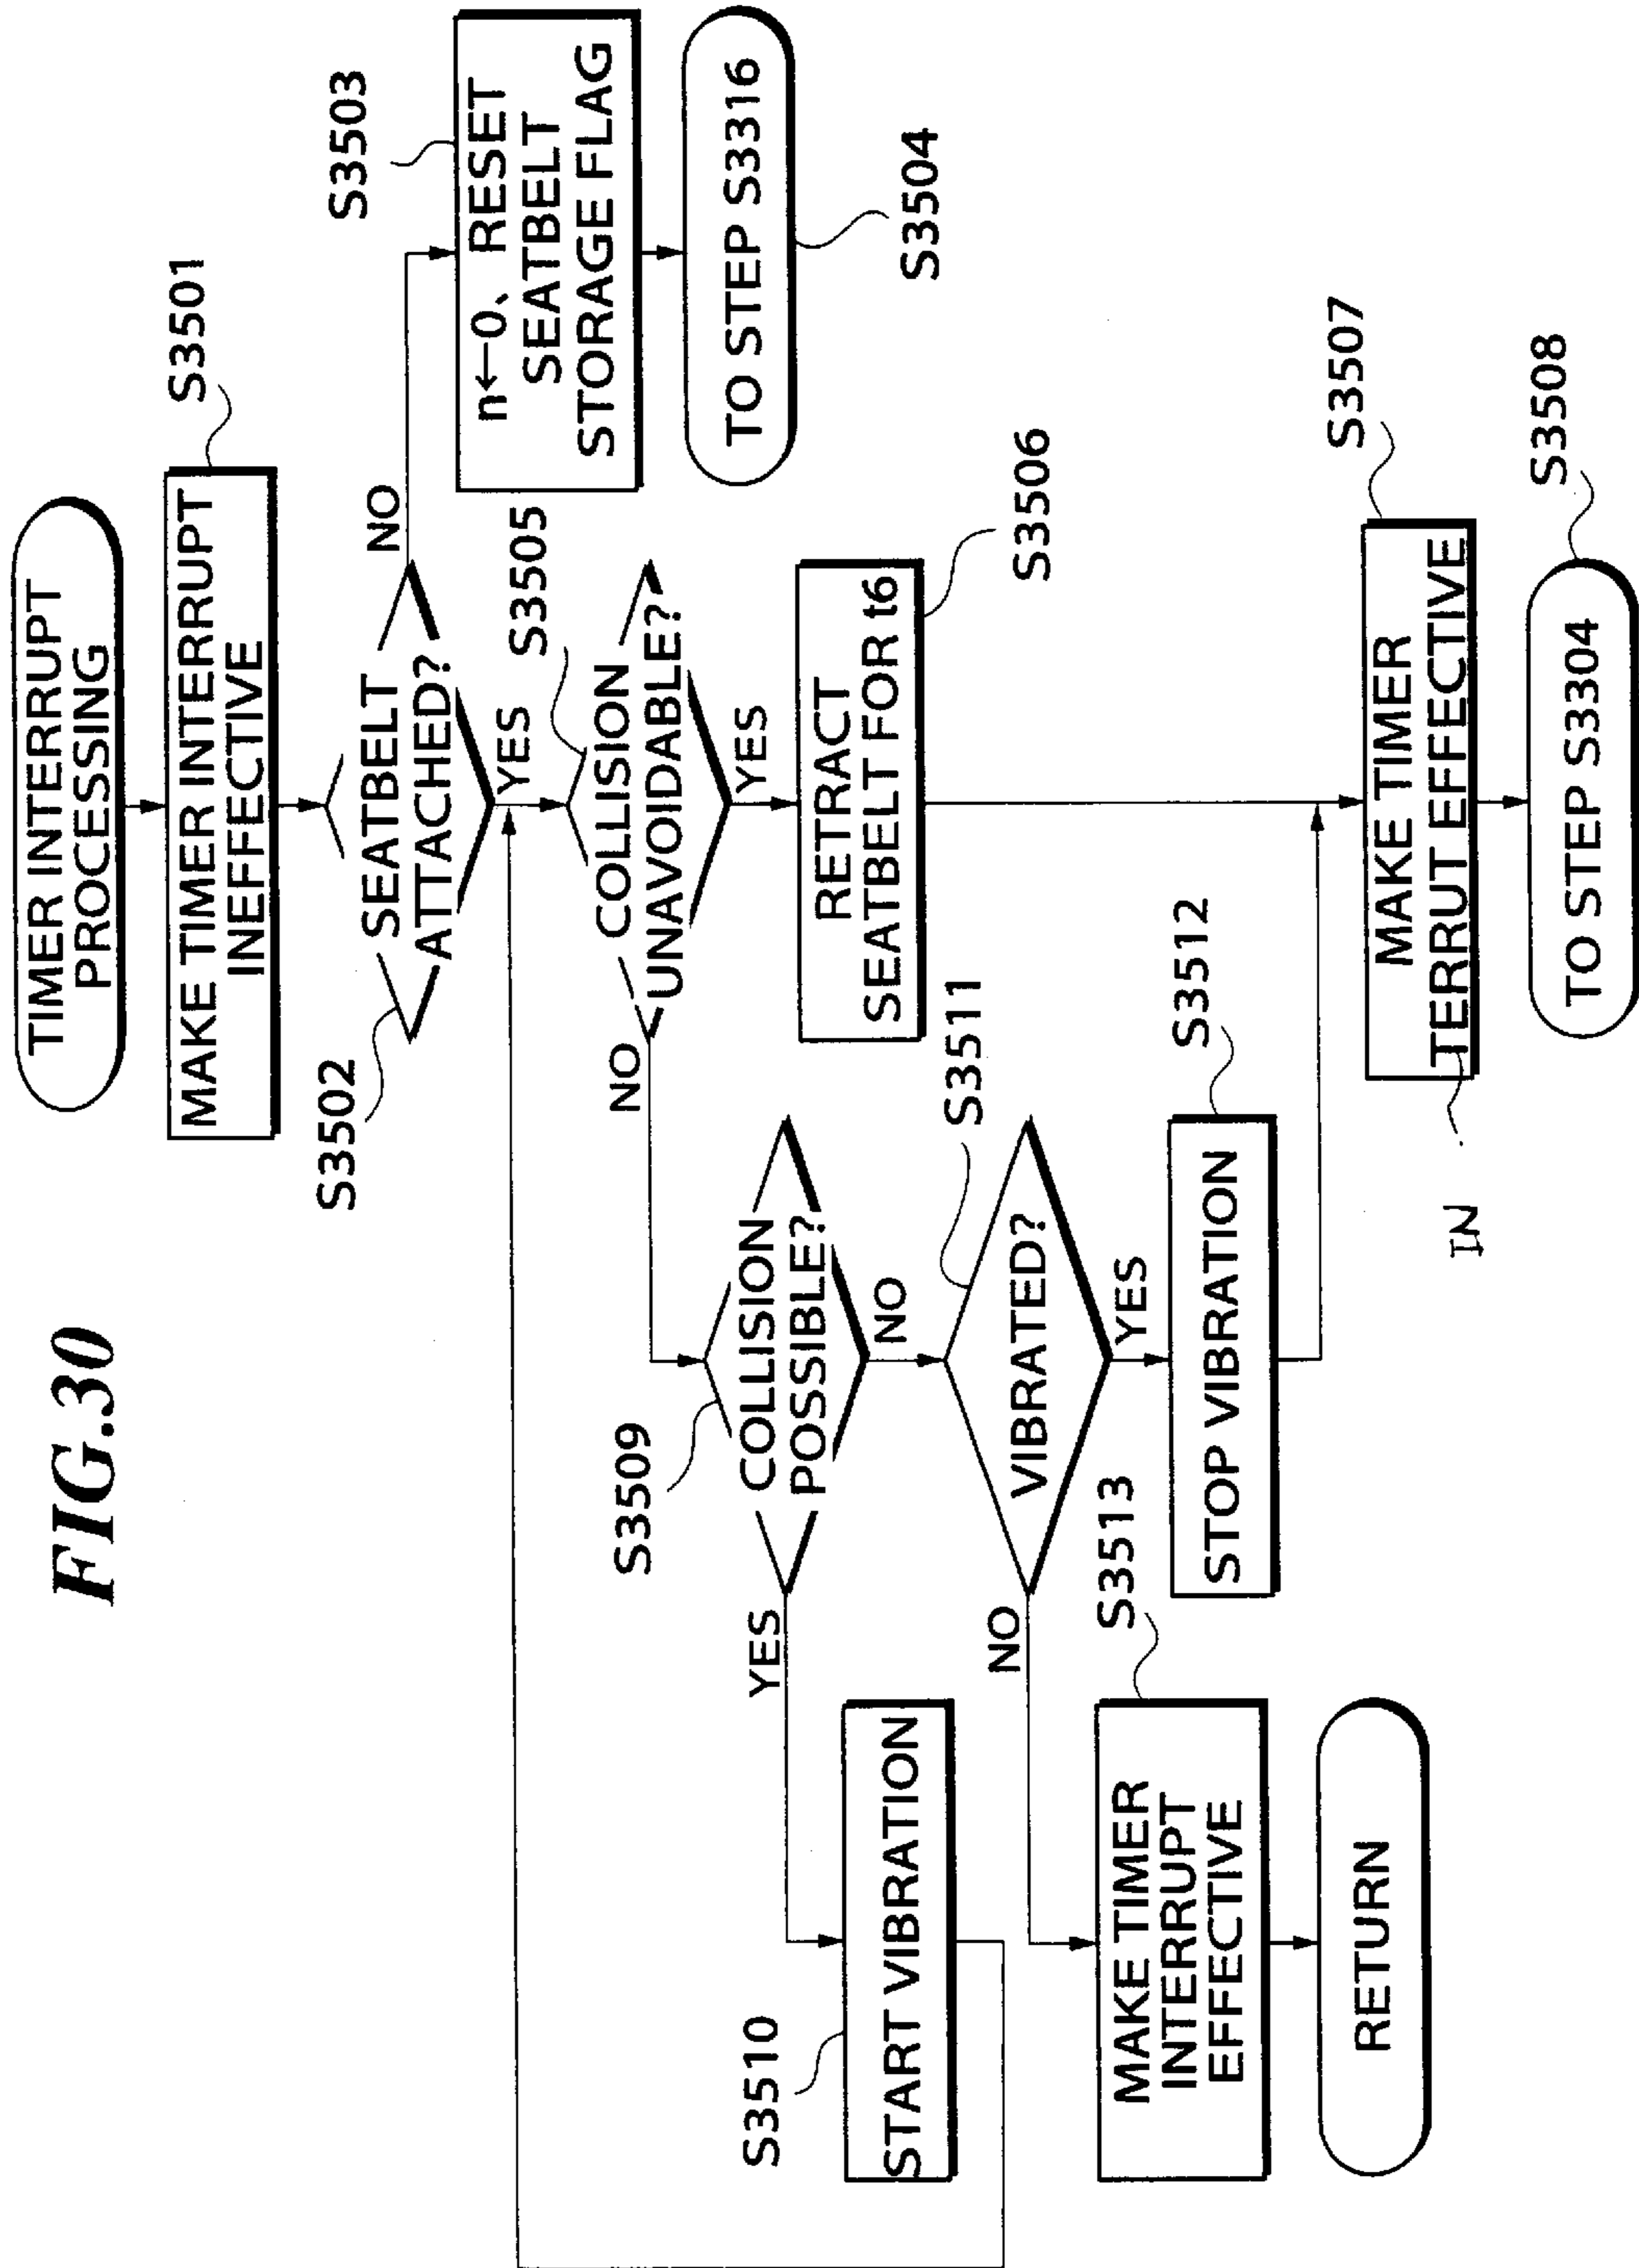 FIG.30
TIMER INTERRUPT
PROCESSING
S3501
MAKE TIMER INTERRUPT
INEFFECTIVE
S3502
SEATBELT
ATTACHED?
NO
YES
S3503
n←0、RESET
SEATBELT
STORAGE FLAG
TO STEP S3316
S3504
S3505
COLLISION
UNAVOIDABLE?
NO
YES
S3506
RETRACT
SEATBELT FOR t6
S3509
COLLISION
POSSIBLE?
YES
NO
S3510
START VIBRATION
S3511
VIBRATED?
NO
YES
S3512
STOP VIBRATION
S3513
MAKE TIMER
INTERRUPT
EFFECTIVE
RETURN
S3507
MAKE TIMER
TERRUT EFFECTIVE
IN
TO STEP S3304
S3508